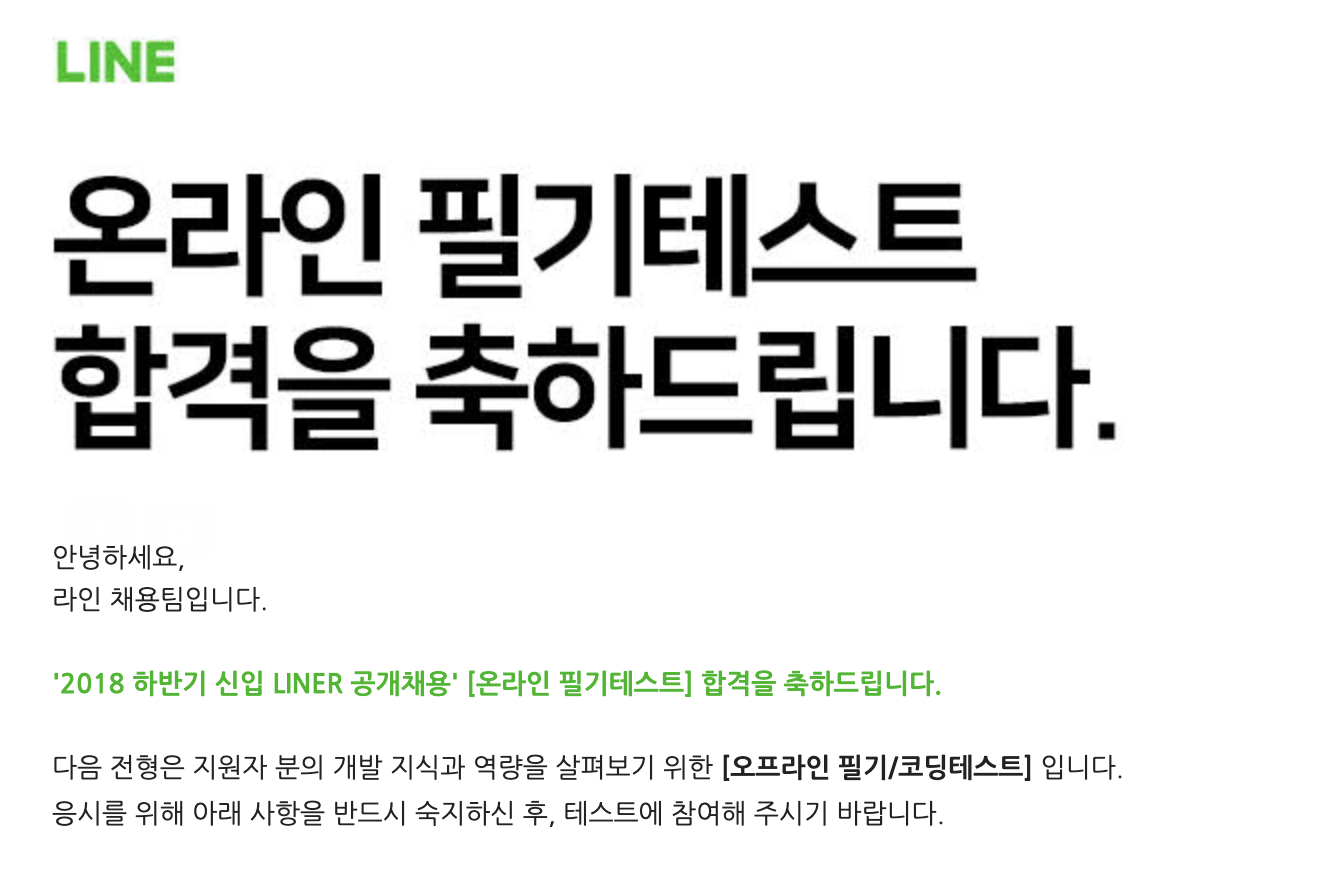 LINE
온라인 필기테스트
합격을 축하드립니다.
안녕하세요,
라인 채용팀입니다.
'2018 하반기 신입 LINER 공개채용' [온라인 필기테스트] 합격을 축하드립니다.
다음 전형은 지원자 분의 개발 지식과 역량을 살펴보기 위한 [오프라인 필기/코딩테스트] 입니다.
응시를 위해 아래 사항을 반드시 숙지하신 후, 테스트에 참여해 주시기 바랍니다.